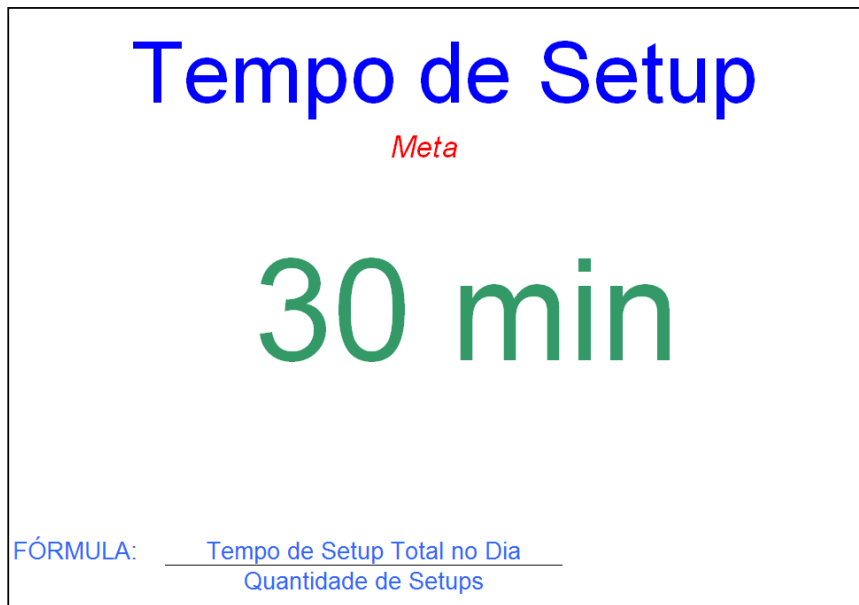 Tempo de Setup
Meta
30 min
FÓRMULA: Tempo de Setup Total no Dia
Quantidade de Setups